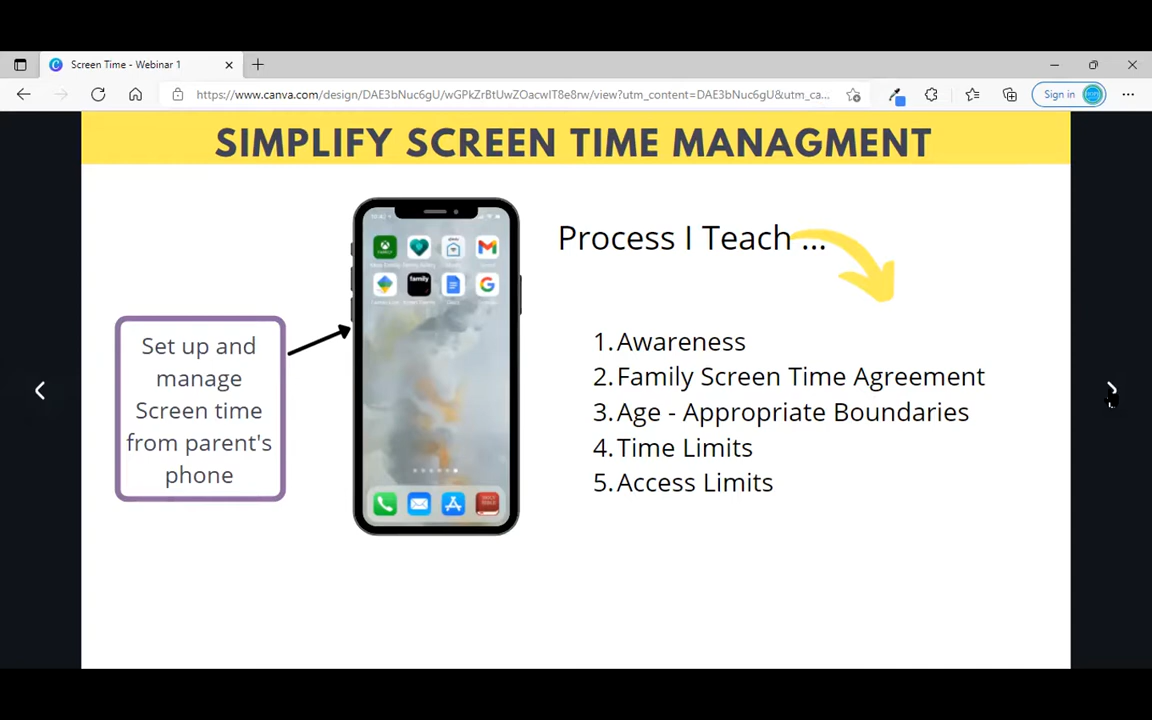 Screen Time - Webinar 1
https://www.canva.com/design/DAE3bNuc6gU/wGPkZrBtUwZOacwIT8e8rw/view?utm_content=DAE3bNuc6gU&utm_ca...
Sign in
SIMPLIFY SCREEN TIME MANAGMENT
Process I Teach ...
family
Set up and
manage
Screen time
from parent's
phone
1. Awareness
2. Family Screen Time Agreement
3. Age - Appropriate Boundaries
4. Time Limits
5. Access Limits